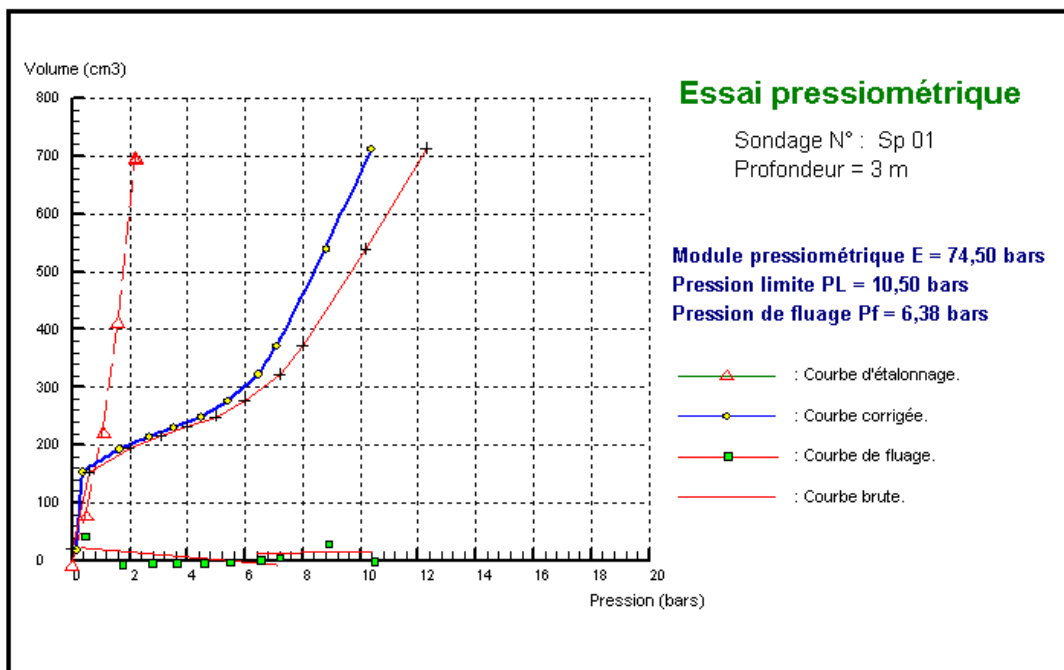 Volume (cm3)
800
700
600
500
400
300
200
100
0
0 2 4 6 8 10 12 14 16 18 20
Pression (bars)
Essai pressiométrique
Sondage N° : Sp 01
Profondeur = 3 m
Module pressiométrique E = 74,50 bars
Pression limite PL = 10,50 bars
Pression de fluage Pf = 6,38 bars
: Courbe d'étalonnage.
: Courbe corrigée.
: Courbe de fluage.
: Courbe brute.